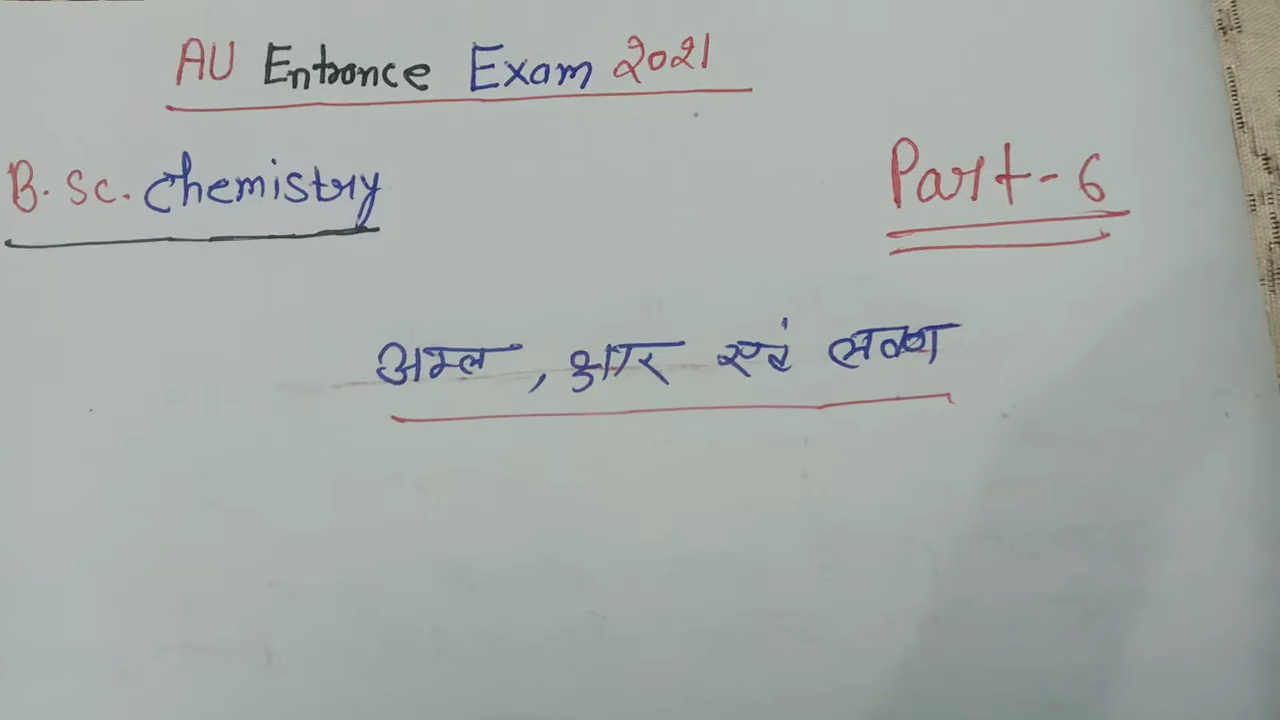 AU Entrance Exam 2021
B.Sc. Chemistry
Part-6
अम्ल, क्षार एवं लवण